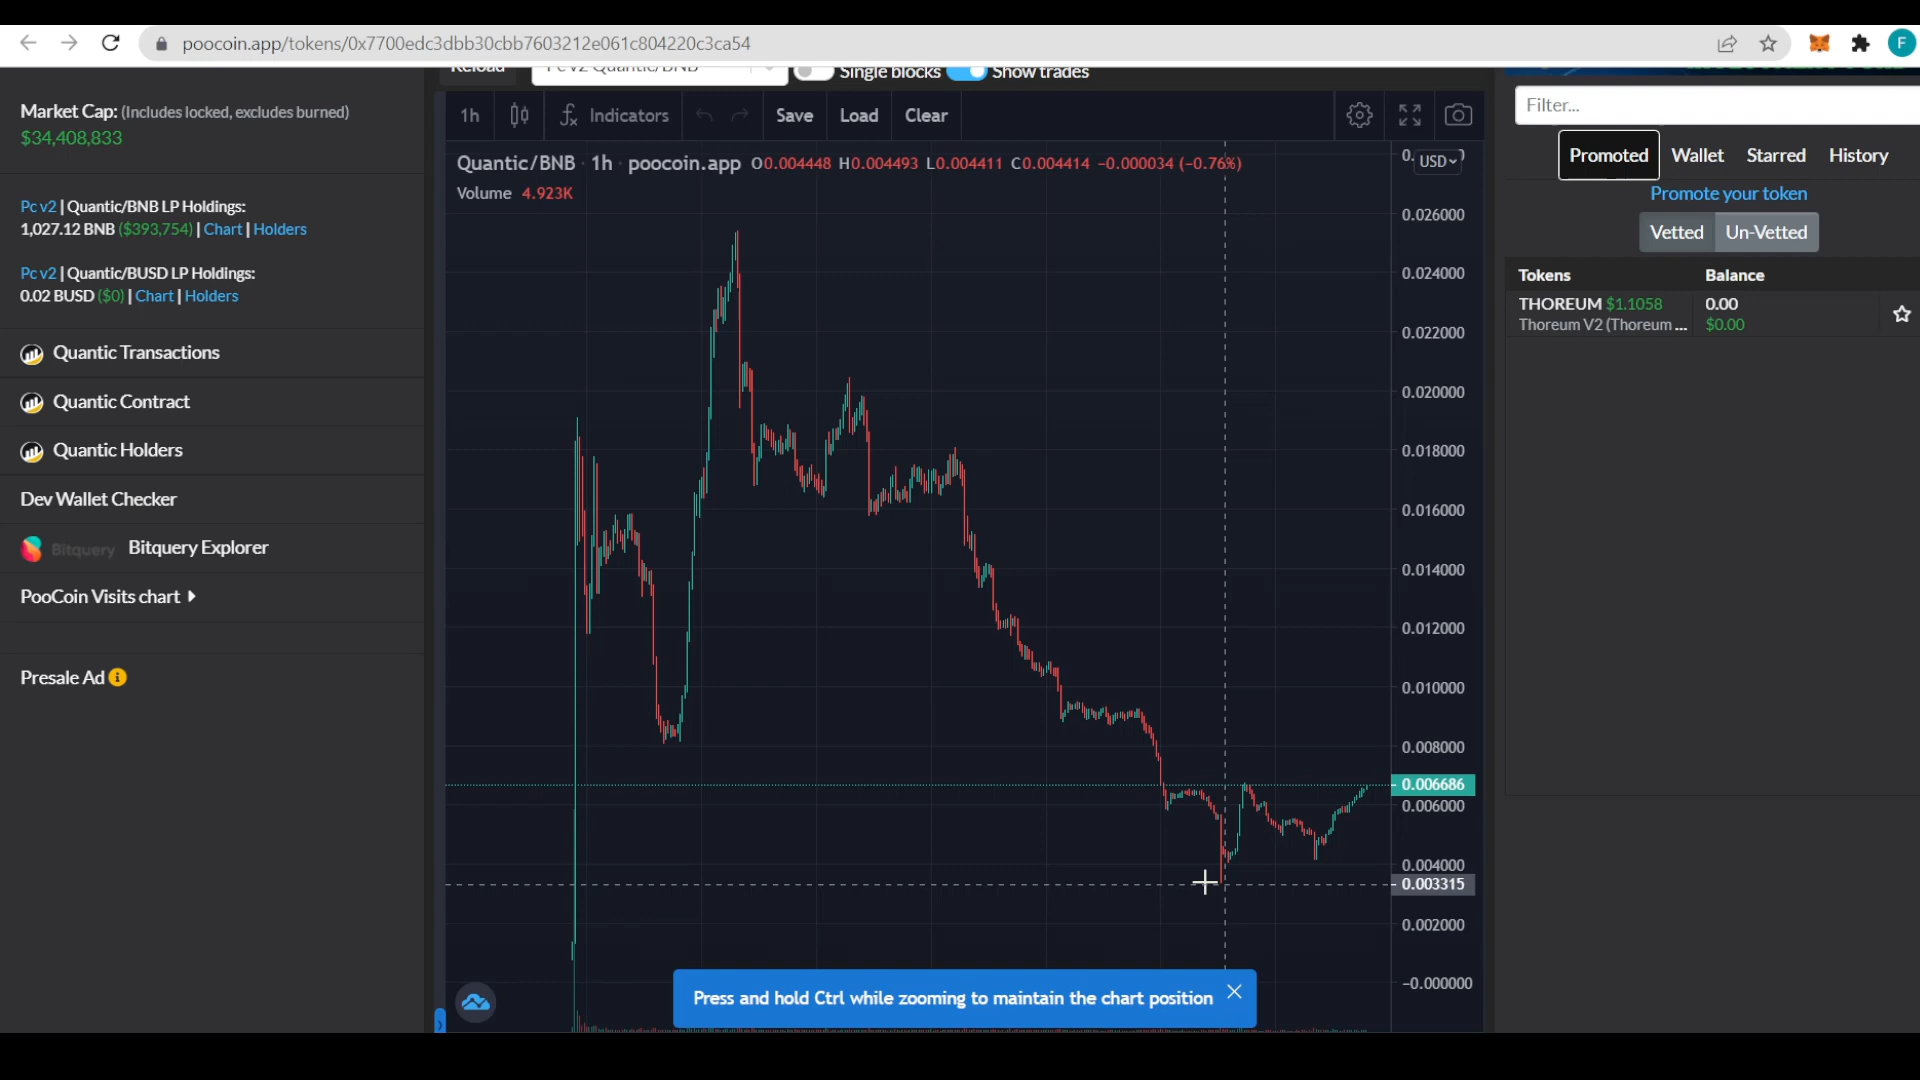 poocoin.app/tokens/0x7700edc3dbb30cbb7603212e061c804220c3ca54
F
Reload
Pc v2 Quantic/BNB
Single blocks
Show trades
Market Cap: (Includes locked, excludes burned)
$34,408,833
Pc v2 | Quantic/BNB LP Holdings:
1,027.12 BNB ($393,754) | Chart | Holders
Pc v2 | Quantic/BUSD LP Holdings:
0.02 BUSD ($0) | Chart | Holders
Quantic Transactions
Quantic Contract
Quantic Holders
Dev Wallet Checker
Bitquery Bitquery Explorer
PooCoin Visits chart
Presale Ad
1h
Indicators
Save
Load
Clear
Quantic/BNB · 1h · poocoin.app O0.004448 H0.004493 L0.004411 C0.004414 −0.000034 (−0.76%)
Volume 4.923K
USD
0.026000
0.024000
0.022000
0.020000
0.018000
0.016000
0.014000
0.012000
0.010000
0.008000
0.006686
0.006000
0.004000
0.003315
0.002000
-0.000000
Press and hold Ctrl while zooming to maintain the chart position
Filter...
Promoted
Wallet
Starred
History
Promote your token
Vetted
Un-Vetted
Tokens
Balance
THOREUM $1.1058
0.00
Thoreum V2 (Thoreum ...
$0.00